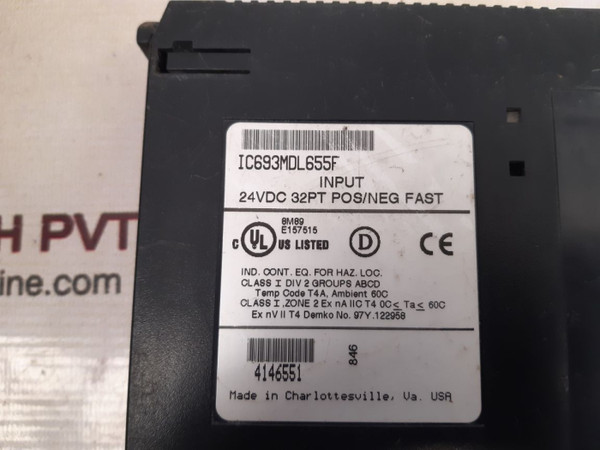 IC693MDL655F
INPUT
24VDC 32PT POS/NEG FAST
8M89
E157515
C UL US LISTED D CE
IND. CONT. EQ. FOR HAZ. LOC.
CLASS I DIV 2 GROUPS ABCD
Temp Code T4A, Ambient 60C
CLASS I, ZONE 2 Ex nA IIC T4 0C≤ Ta≤ 60C
Ex nV II T4 Demko No. 97Y.122958
846
4146551
Made in Charlottesville, Va. USA
H PVT
ine.com